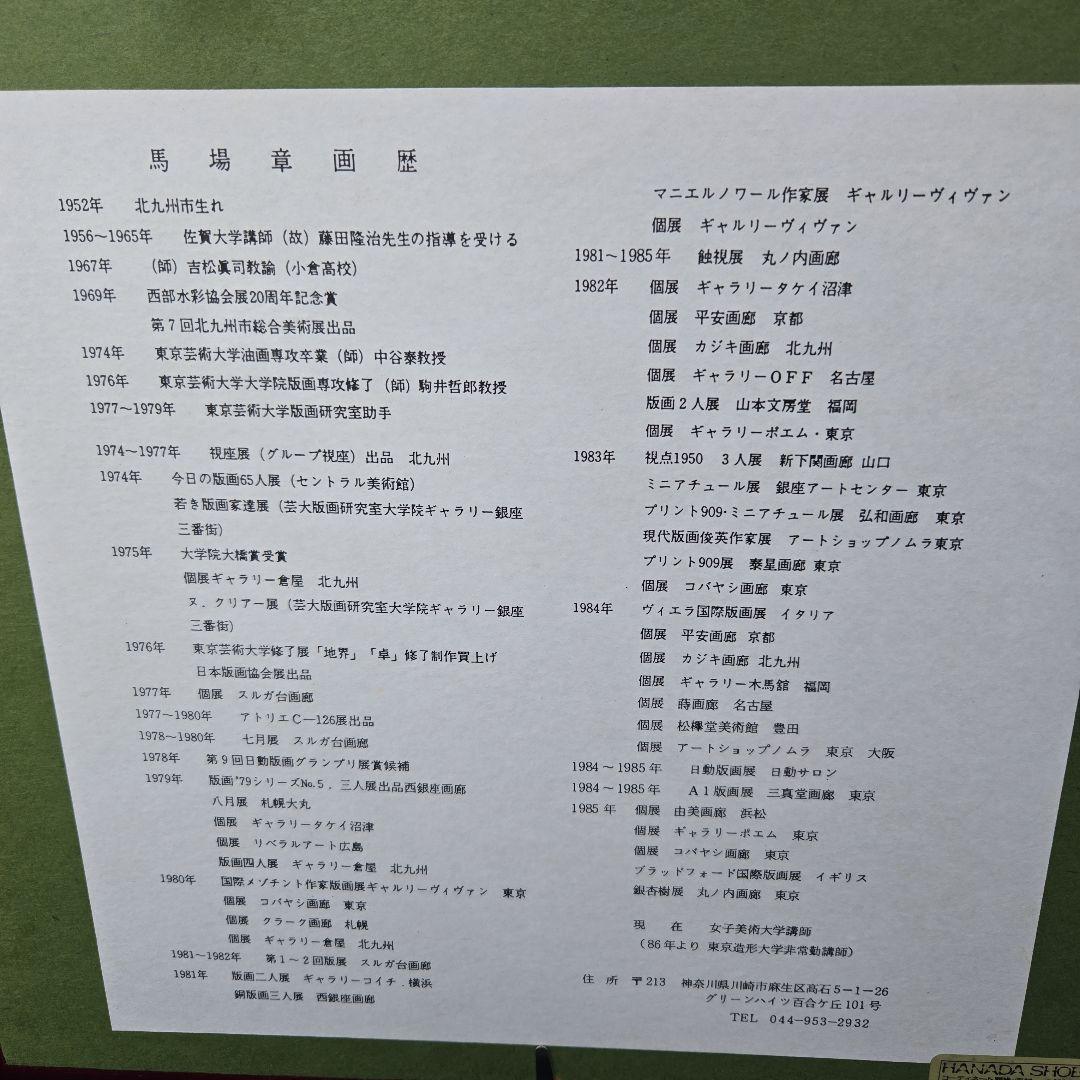 馬場章画歴
1952年 北九州市生れ
1956〜1965年 佐賀大学講師(故)藤田隆治先生の指導を受ける
1967年 (師)吉松眞司教諭(小倉高校)
1969年 西部水彩協会展20周年記念賞
第7回北九州市総合美術展出品
1974年 東京芸術大学油画専攻卒業(師)中谷泰教授
1976年 東京芸術大学大学院版画専攻修了(師)駒井哲郎教授
1977〜1979年 東京芸術大学版画研究室助手
1974〜1977年 視座展(グループ視座)出品 北九州
1974年 今日の版画65人展(セントラル美術館)
若き版画家達展(芸大版画研究室大学院ギャラリー銀座
三番街)
1975年 大学院大橋賞受賞
個展ギャラリー倉屋 北九州
ヌ.クリアー展(芸大版画研究室大学院ギャラリー銀座
三番街)
1976年 東京芸術大学修了展「地界」「卓」修了制作買上げ
日本版画協会展出品
1977年 個展 スルガ台画廊
1977〜1980年 アトリエC—126展出品
1978〜1980年 七月展 スルガ台画廊
1978年 第9回日動版画グランプリ展賞候補
1979年 版画'79シリーズNo.5.三人展出品西銀座画廊
八月展 札幌大丸
個展 ギャラリータケイ沼津
個展 リベラルアート広島
版画四人展 ギャラリー倉屋 北九州
1980年 国際メゾチント作家版画展ギャルリーヴィヴァン 東京
個展 コバヤシ画廊 東京
個展 クラーク画廊 札幌
個展 ギャラリー倉屋 北九州
1981〜1982年 第1〜2回版展 スルガ台画廊
1981年 版画二人展 ギャラリーコイチ.横浜
銅版画三人展 西銀座画廊
マニエルノワール作家展 ギャルリーヴィヴァン
個展 ギャルリーヴィヴァン
1981〜1985年 蝕視展 丸ノ内画廊
1982年 個展 ギャラリータケイ沼津
個展 平安画廊 京都
個展 カジキ画廊 北九州
個展 ギャラリーOFF 名古屋
版画2人展 山本文房堂 福岡
個展 ギャラリーポエム・東京
1983年 視点1950 3人展 新下関画廊 山口
ミニアチュール展 銀座アートセンター 東京
プリント909・ミニアチュール展 弘和画廊 東京
現代版画俊英作家展 アートショップノムラ東京
プリント909展 泰星画廊 東京
個展 コバヤシ画廊 東京
1984年 ヴィエラ国際版画展 イタリア
個展 平安画廊 京都
個展 カジキ画廊 北九州
個展 ギャラリー木馬舘 福岡
個展 蒔画廊 名古屋
個展 松欅堂美術館 豊田
個展 アートショップノムラ 東京 大阪
1984〜1985年 日動版画展 日動サロン
1984〜1985年 A1版画展 三真堂画廊 東京
1985年 個展 由美画廊 浜松
個展 ギャラリーポエム 東京
個展 コバヤシ画廊 東京
ブラッドフォード国際版画展 イギリス
銀杏樹展 丸ノ内画廊 東京
現在 女子美術大学講師
(86年より 東京造形大学非常勤講師)
住所 〒213 神奈川県川崎市麻生区高石5−1−26
グリーンハイツ百合ケ丘101号
TEL 044−953−2932
HANADA SHOE